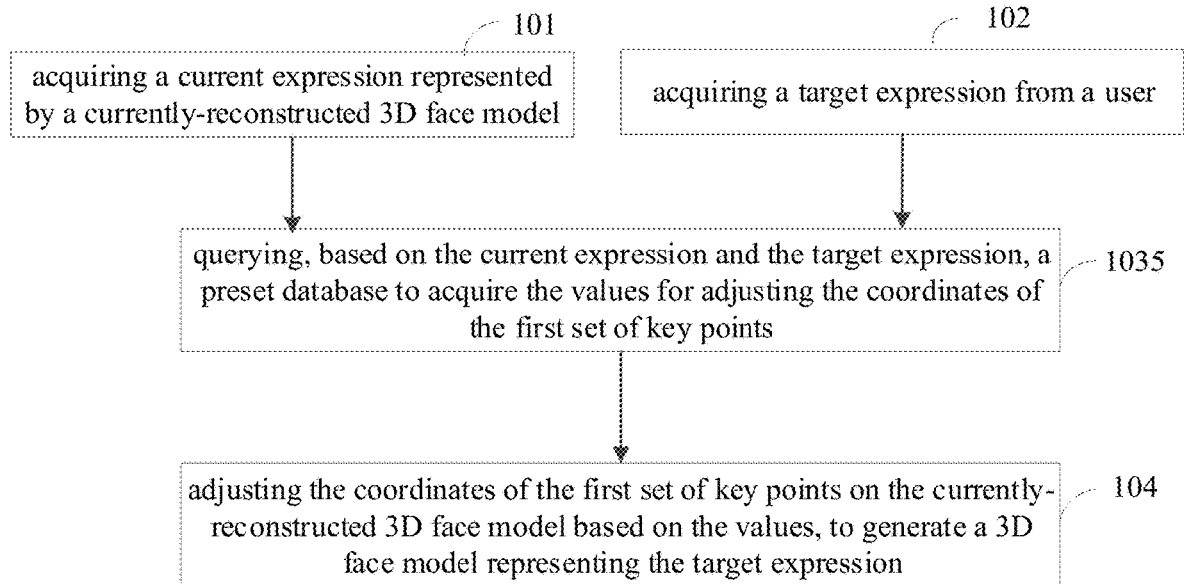 101
acquiring a current expression represented
by a currently-reconstructed 3D face model
102
acquiring a target expression from a user
querying, based on the current expression and the target expression, a
preset database to acquire the values for adjusting the coordinates of
the first set of key points
1035
adjusting the coordinates of the first set of key points on the currently-
reconstructed 3D face model based on the values, to generate a 3D
face model representing the target expression
104